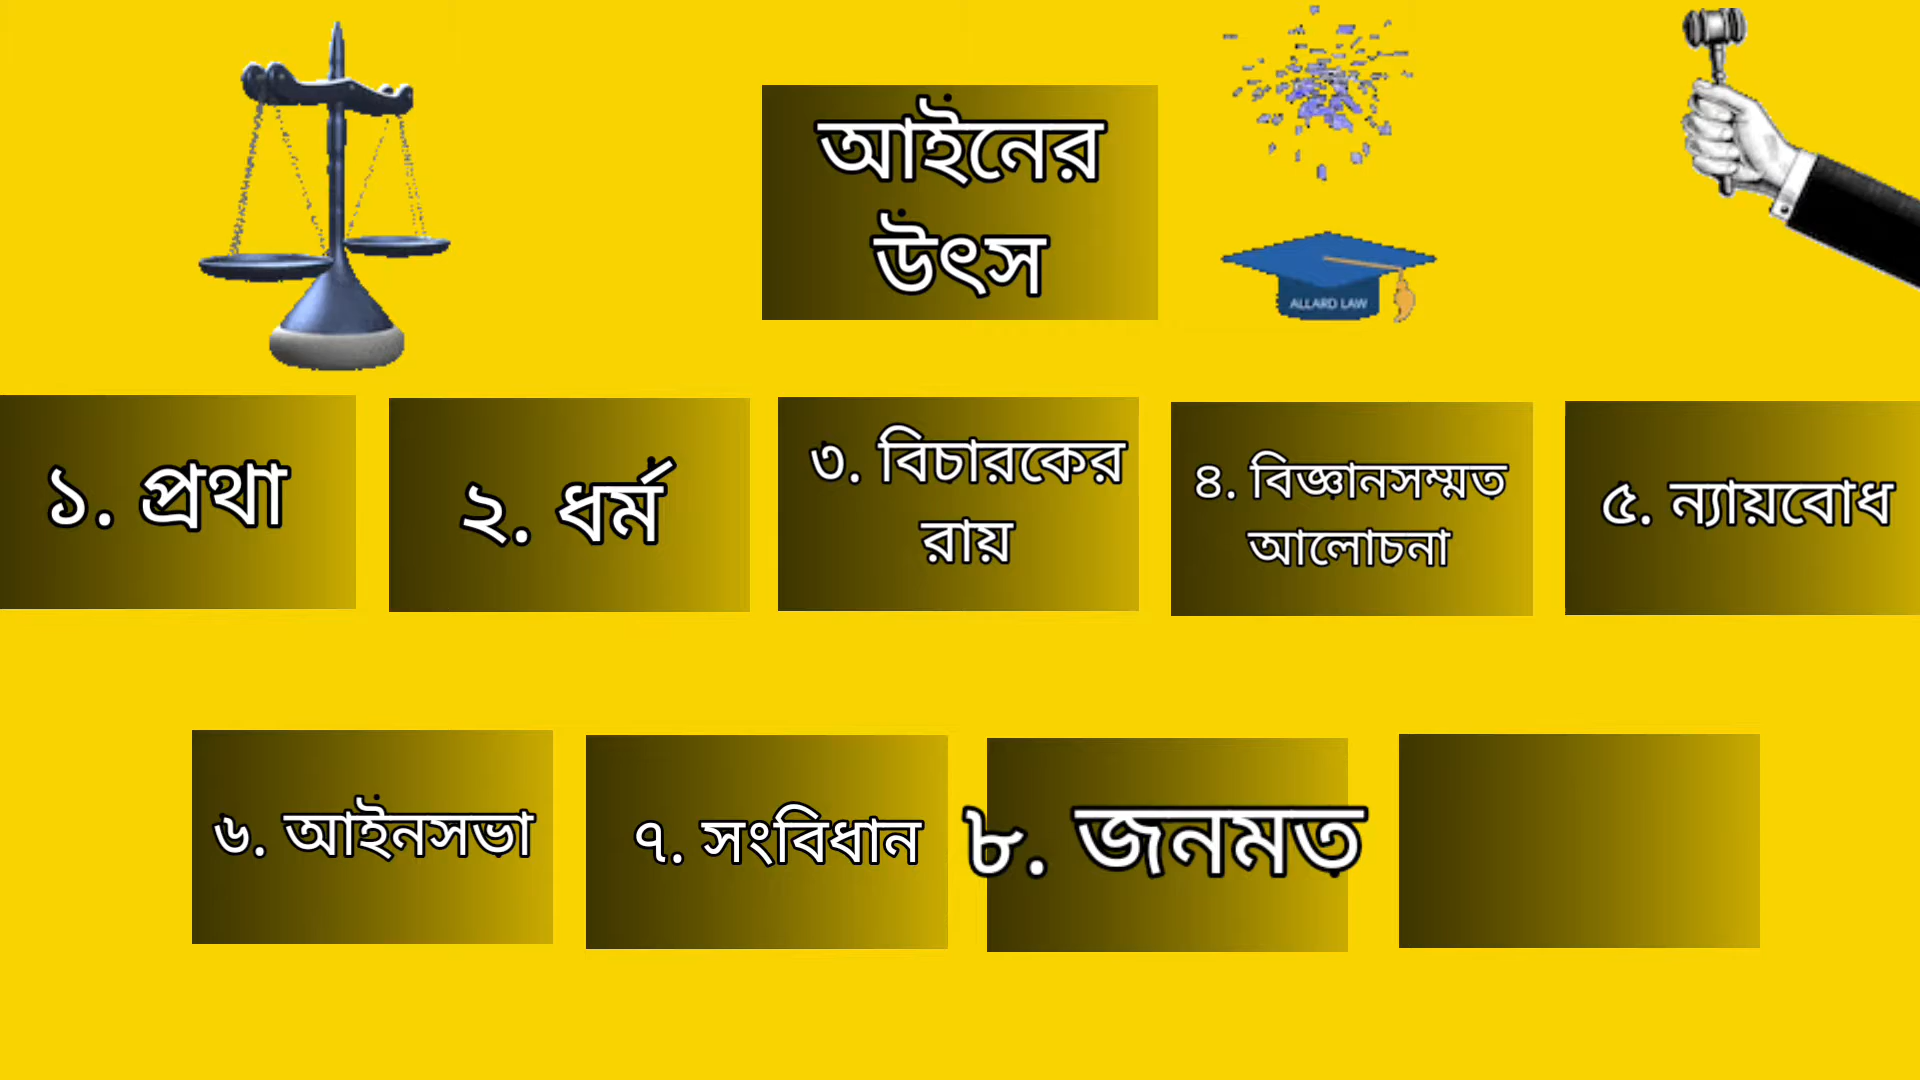 আইনের
উৎস
ALLARD LAW
১. প্রথা
২. ধর্ম
৩. বিচারকের
রায়
৪. বিজ্ঞানসম্মত
আলোচনা
৫. ন্যায়বোধ
৬. আইনসভা
৭. সংবিধান
৮. জনমত